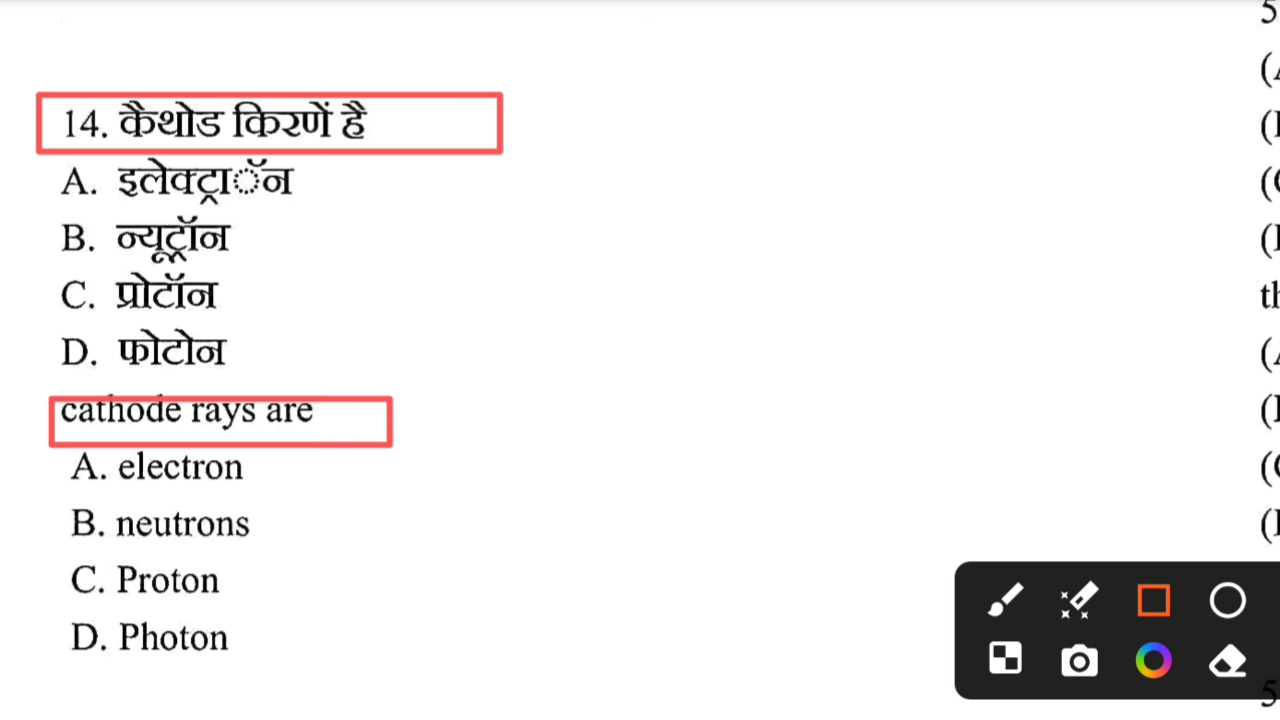 14. कैथोड किरणें है
A. इलेक्ट्राॅन
B. न्यूट्रॉन
C. प्रोटॉन
D. फोटोन
cathode rays are
A. electron
B. neutrons
C. Proton
D. Photon